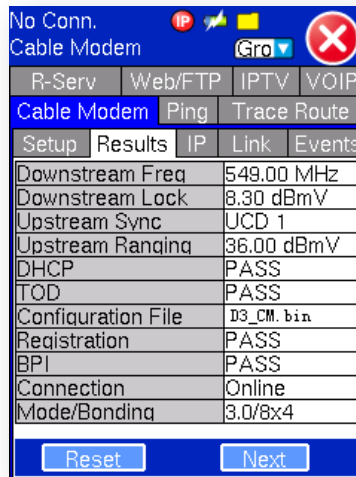 No Conn.
IP
Cable Modem
Gro
R-Serv Web/FTP IPTV VOIP
Cable Modem Ping Trace Route
Setup Results IP Link Events
Downstream Freq 549.00 MHz
Downstream Lock 8.30 dBmV
Upstream Sync UCD 1
Upstream Ranging 36.00 dBmV
DHCP PASS
TOD PASS
Configuration File D3_CM.bin
Registration PASS
BPI PASS
Connection Online
Mode/Bonding 3.0/8x4
Reset Next